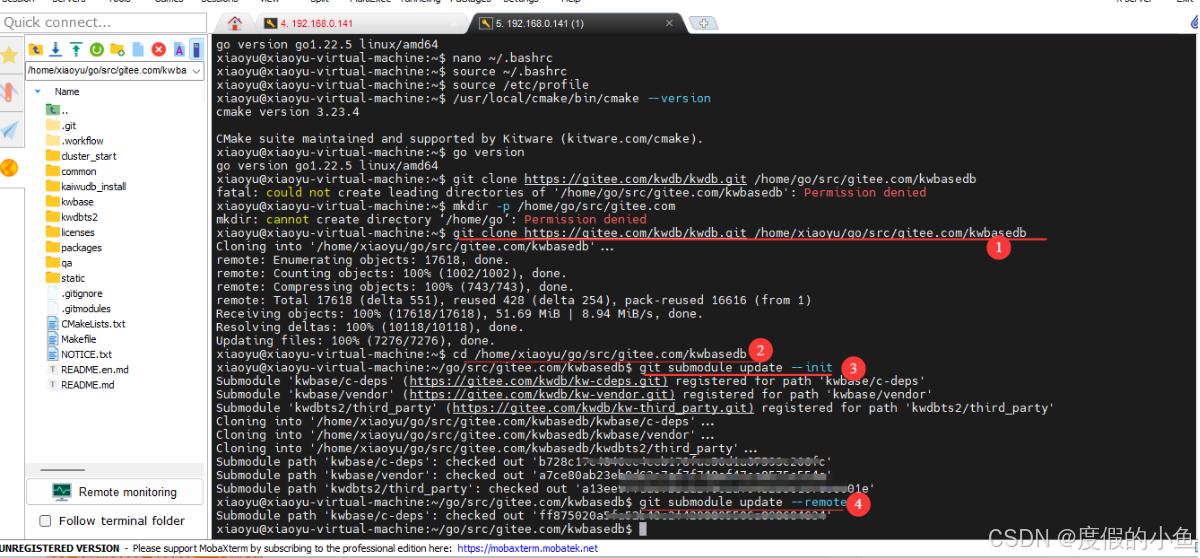 Quick connect...
4. 192.168.0.141
5. 192.168.0.141 (1)
/home/xiaoyu/go/src/gitee.com/kwba
Name
..
.git
.workflow
cluster_start
common
kaiwudb_install
kwbase
kwdbts2
licenses
packages
qa
static
.gitignore
.gitmodules
CMakeLists.txt
Makefile
NOTICE.txt
README.en.md
README.md
Remote monitoring
Follow terminal folder
go version go1.22.5 linux/amd64
xiaoyu@xiaoyu-virtual-machine:~$ nano ~/.bashrc
xiaoyu@xiaoyu-virtual-machine:~$ source ~/.bashrc
xiaoyu@xiaoyu-virtual-machine:~$ source /etc/profile
xiaoyu@xiaoyu-virtual-machine:~$ /usr/local/cmake/bin/cmake --version
cmake version 3.23.4
CMake suite maintained and supported by Kitware (kitware.com/cmake).
xiaoyu@xiaoyu-virtual-machine:~$ go version
go version go1.22.5 linux/amd64
xiaoyu@xiaoyu-virtual-machine:~$ git clone https://gitee.com/kwdb/kwdb.git /home/go/src/gitee.com/kwbasedb
fatal: could not create leading directories of '/home/go/src/gitee.com/kwbasedb': Permission denied
xiaoyu@xiaoyu-virtual-machine:~$ mkdir -p /home/go/src/gitee.com
mkdir: cannot create directory ‘/home/go’: Permission denied
xiaoyu@xiaoyu-virtual-machine:~$ git clone https://gitee.com/kwdb/kwdb.git /home/xiaoyu/go/src/gitee.com/kwbasedb
1
Cloning into '/home/xiaoyu/go/src/gitee.com/kwbasedb'...
remote: Enumerating objects: 17618, done.
remote: Counting objects: 100% (1002/1002), done.
remote: Compressing objects: 100% (743/743), done.
remote: Total 17618 (delta 551), reused 428 (delta 254), pack-reused 16616 (from 1)
Receiving objects: 100% (17618/17618), 51.69 MiB | 8.94 MiB/s, done.
Resolving deltas: 100% (10118/10118), done.
Updating files: 100% (7276/7276), done.
xiaoyu@xiaoyu-virtual-machine:~$ cd /home/xiaoyu/go/src/gitee.com/kwbasedb 2
xiaoyu@xiaoyu-virtual-machine:~/go/src/gitee.com/kwbasedb$ git submodule update --init 3
Submodule 'kwbase/c-deps' (https://gitee.com/kwdb/kw-cdeps.git) registered for path 'kwbase/c-deps'
Submodule 'kwbase/vendor' (https://gitee.com/kwdb/kw-vendor.git) registered for path 'kwbase/vendor'
Submodule 'kwdbts2/third_party' (https://gitee.com/kwdb/kw-third_party.git) registered for path 'kwdbts2/third_party'
Cloning into '/home/xiaoyu/go/src/gitee.com/kwbasedb/kwbase/c-deps'...
Cloning into '/home/xiaoyu/go/src/gitee.com/kwbasedb/kwbase/vendor'...
Cloning into '/home/xiaoyu/go/src/gitee.com/kwbasedb/kwdbts2/third_party'...
Submodule path 'kwbase/c-deps': checked out
Submodule path 'kwbase/vendor': checked out
Submodule path 'kwdbts2/third_party': checked out
xiaoyu@xiaoyu-virtual-machine:~/go/src/gitee.com/kwbasedb$ git submodule update --remote 4
Submodule path 'kwbase/c-deps': checked out
xiaoyu@xiaoyu-virtual-machine:~/go/src/gitee.com/kwbasedb$
CSDN @度假的小鱼
UNREGISTERED VERSION - Please support MobaXterm by subscribing to the professional edition here: https://mobaxterm.mobatek.net